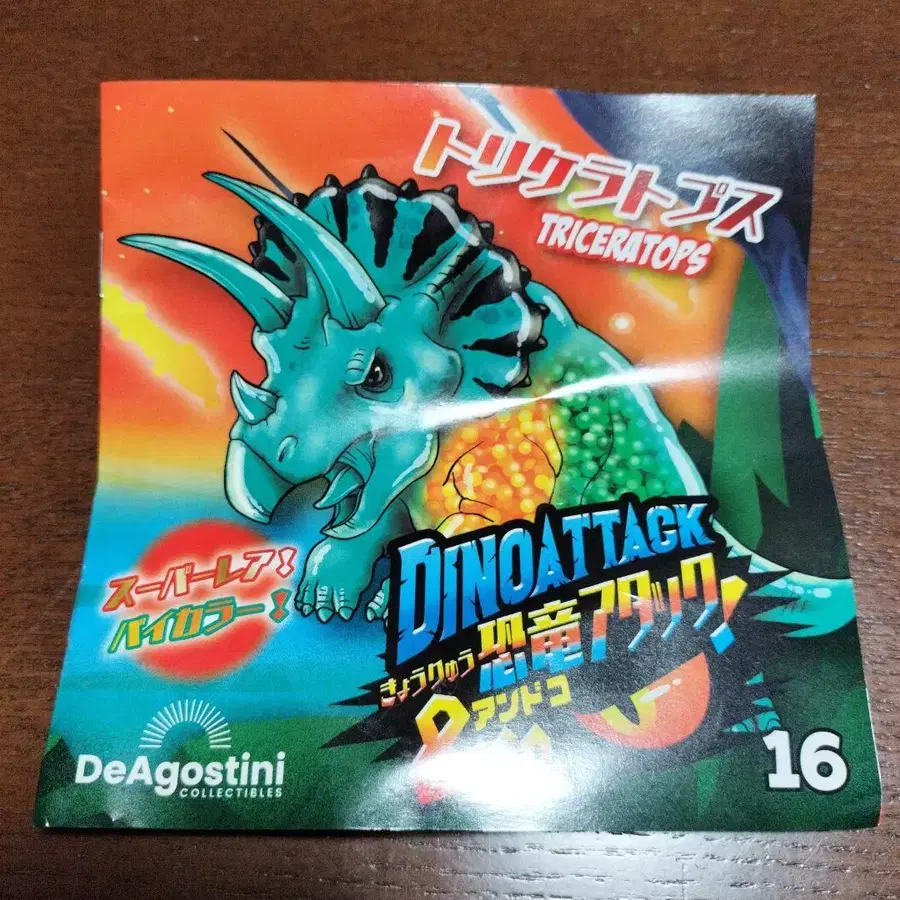 トリケラトプス
TRICERATOPS
スーパーレア!
バイカラー!
DINOATTACK
きょうりゅう恐竜アタック!
&アンドコ
DeAgostini
COLLECTIBLES
16